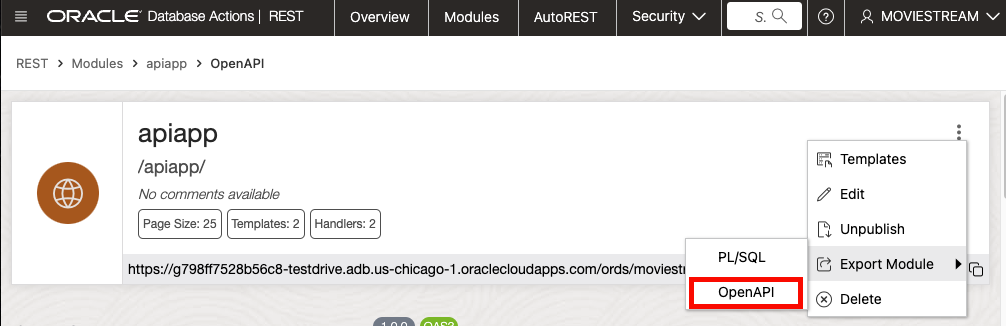 ORACLE Database Actions | REST Overview Modules AutoREST Security S. MOVIESTREAM
REST > Modules > apiapp > OpenAPI
apiapp
/apiapp/
No comments available
Page Size: 25 Templates: 2 Handlers: 2
https://g798ff7528b56c8-testdrive.adb.us-chicago-1.oraclecloudapps.com/ords/moviestr
Templates
Edit
Unpublish
Export Module
Delete
PL/SQL
OpenAPI
1.0.0 OAS3